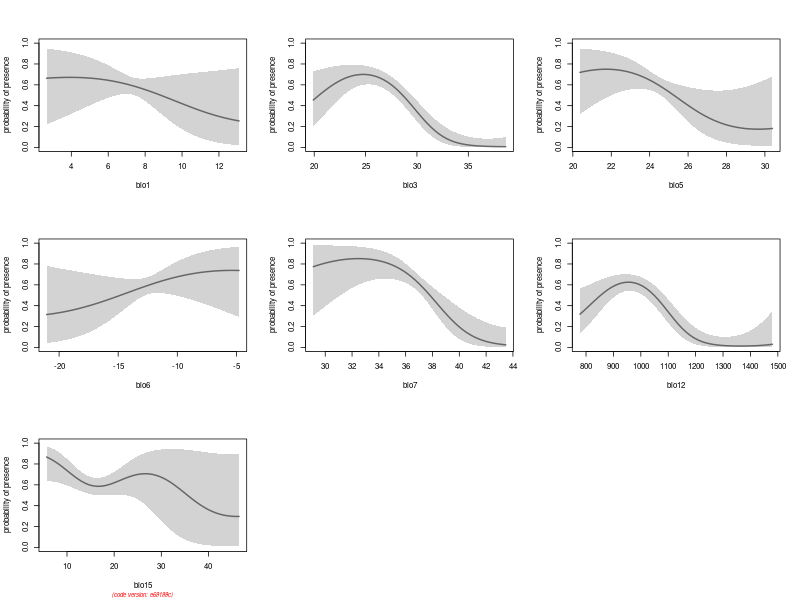 probability of presence
0.0 0.2 0.4 0.6 0.8 1.0
4 6 8 10 12
bio1
probability of presence
0.0 0.2 0.4 0.6 0.8 1.0
20 25 30 35
bio3
probability of presence
0.0 0.2 0.4 0.6 0.8 1.0
20 22 24 26 28 30
bio5
probability of presence
0.0 0.2 0.4 0.6 0.8 1.0
-20 -15 -10 -5
bio6
probability of presence
0.0 0.2 0.4 0.6 0.8 1.0
30 32 34 36 38 40 42 44
bio7
probability of presence
0.0 0.2 0.4 0.6 0.8 1.0
800 900 1000 1100 1200 1300 1400 1500
bio12
probability of presence
0.0 0.2 0.4 0.6 0.8 1.0
10 20 30 40
bio15
(code version: